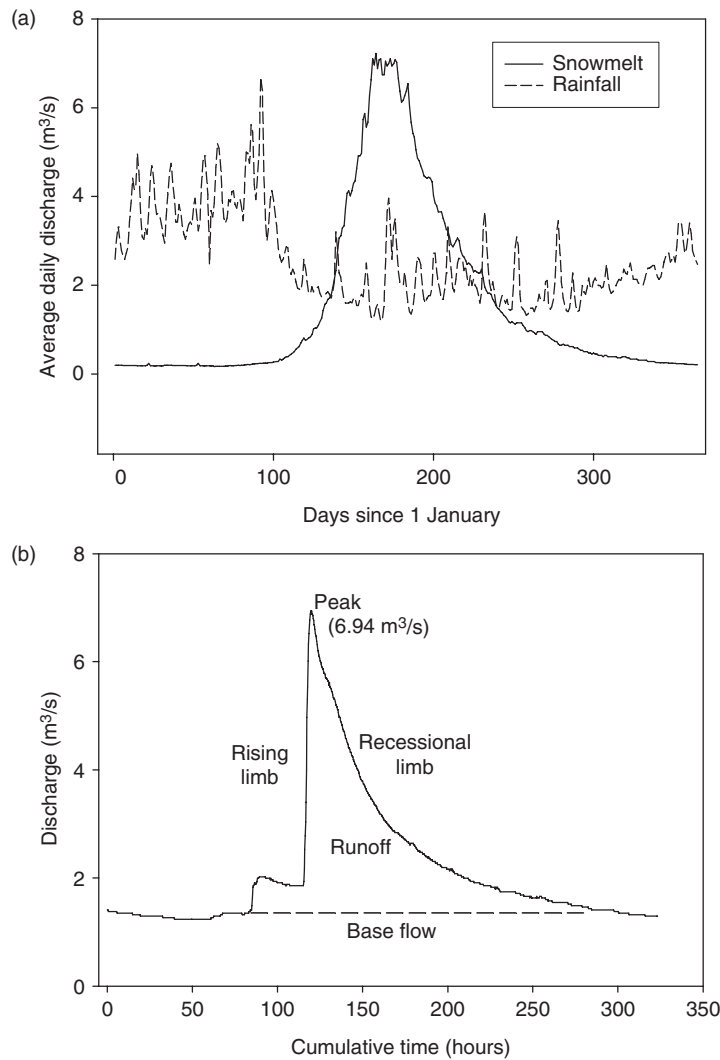 (a)
8
6
4
2
0
Average daily discharge (m³/s)
Snowmelt
Rainfall
0 100 200 300
Days since 1 January
(b)
8
6
4
2
0
Discharge (m³/s)
Peak
(6.94 m³/s)
Rising
limb
Recessional
limb
Runoff
Base flow
0 50 100 150 200 250 300 350
Cumulative time (hours)